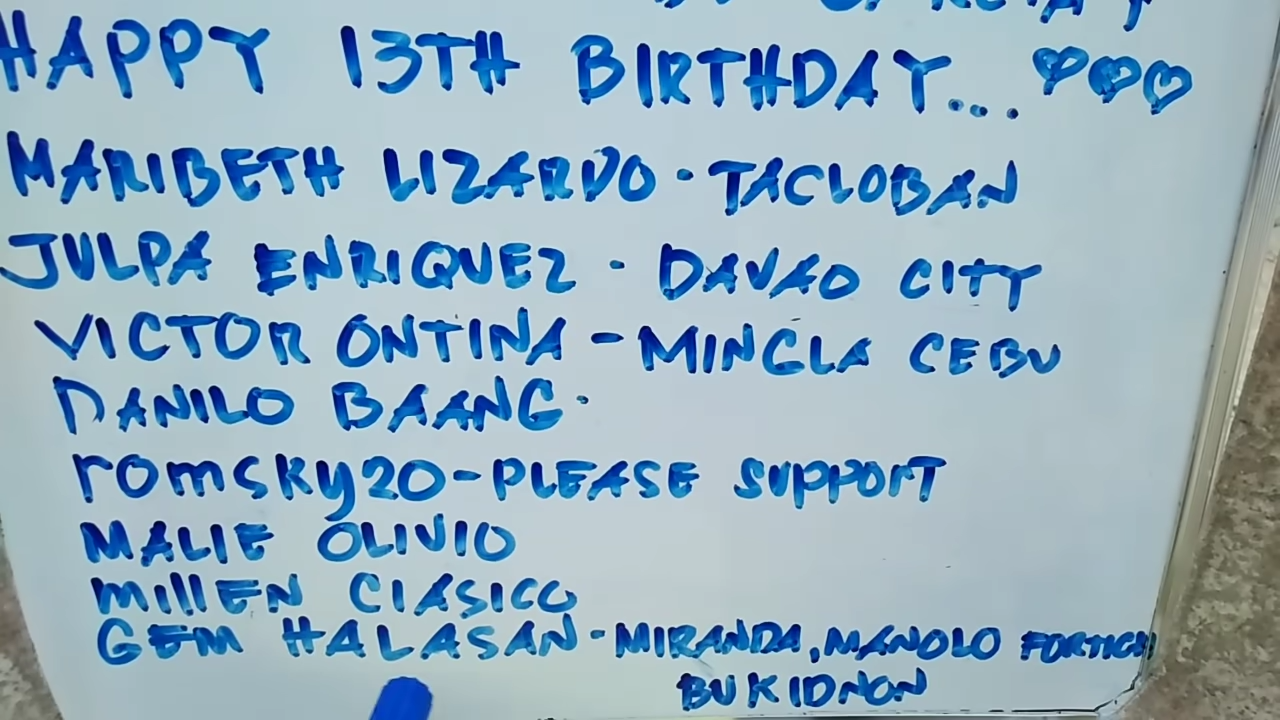 HAPPY 13TH BIRTHDAY... ♡♡♡
MARIBETH LIZARDO - TACLOBAN
JULPA ENRIQUEZ - DAVAO CITY
VICTOR ONTINA - MINGLA CEBU
DANILO BAANG -
romsky20 - PLEASE SUPPORT
MALIE OLIVIO
MillEN CLASICO
GEM HALASAN - MIRANDA, MANOLO FORTICH
BUKIDNON